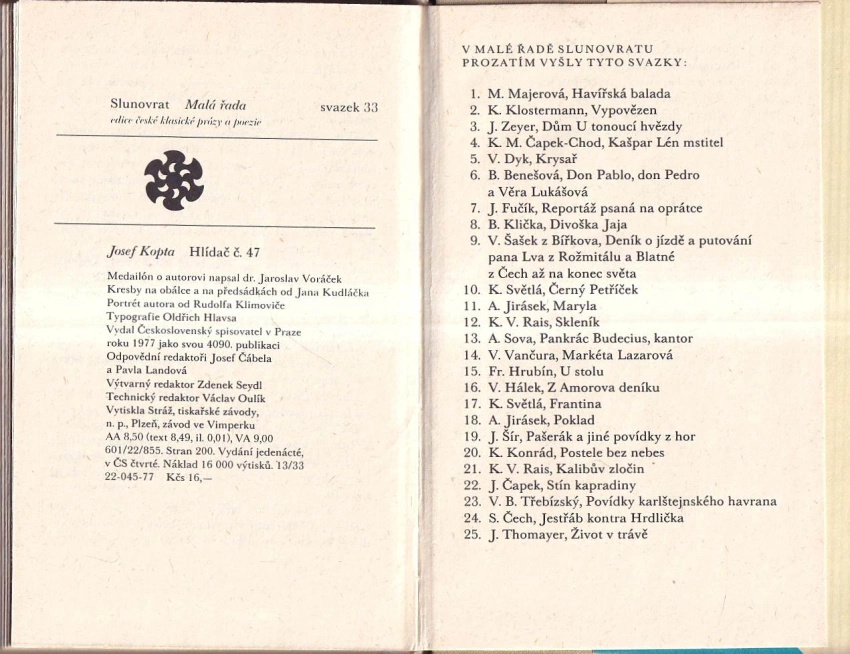 Slunovrat Malá řada svazek 33
edice české klasické prózy a poezie
Josef Kopta Hlídač č. 47
Medailón o autorovi napsal dr. Jaroslav Voráček
Kresby na obálce a na předsádkách od Jana Kudláčka
Portrét autora od Rudolfa Klimoviče
Typografie Oldřich Hlavsa
Vydal Československý spisovatel v Praze
roku 1977 jako svou 4090. publikaci
Odpovědní redaktoři Josef Čábela
a Pavla Landová
Výtvarný redaktor Zdenek Seydl
Technický redaktor Václav Oulík
Vytiskla Stráž, tiskařské závody,
n. p., Plzeň, závod ve Vimperku
AA 8,50 (text 8,49, il. 0,01), VA 9,00
601/22/855. Stran 200. Vydání jedenácté,
v ČS čtvrté. Náklad 16 000 výtisků. 13/33
22-045-77 Kčs 16,—
V MALÉ ŘADĚ SLUNOVRATU
PROZATÍM VYŠLY TYTO SVAZKY:
1. M. Majerová, Havířská balada
2. K. Klostermann, Vypovězen
3. J. Zeyer, Dům U tonoucí hvězdy
4. K. M. Čapek-Chod, Kašpar Lén mstitel
5. V. Dyk, Krysař
6. B. Benešová, Don Pablo, don Pedro
a Věra Lukášová
7. J. Fučík, Reportáž psaná na oprátce
8. B. Klička, Divoška Jaja
9. V. Šašek z Bířkova, Deník o jízdě a putování
pana Lva z Rožmitálu a Blatné
z Čech až na konec světa
10. K. Světlá, Černý Petříček
11. A. Jirásek, Maryla
12. K. V. Rais, Skleník
13. A. Sova, Pankrác Budecius, kantor
14. V. Vančura, Markéta Lazarová
15. Fr. Hrubín, U stolu
16. V. Hálek, Z Amorova deníku
17. K. Světlá, Frantina
18. A. Jirásek, Poklad
19. J. Šír, Pašerák a jiné povídky z hor
20. K. Konrád, Postele bez nebes
21. K. V. Rais, Kalibův zločin
22. J. Čapek, Stín kapradiny
23. V. B. Třebízský, Povídky karlštejnského havrana
24. S. Čech, Jestřáb kontra Hrdlička
25. J. Thomayer, Život v trávě